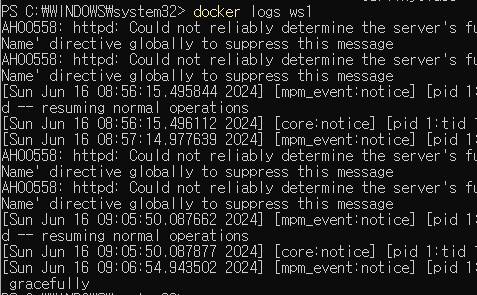 PS C:₩WINDOWS₩system32> docker logs ws1
AH00558: httpd: Could not reliably determine the server's fu
Name' directive globally to suppress this message
AH00558: httpd: Could not reliably determine the server's fu
Name' directive globally to suppress this message
[Sun Jun 16 08:56:15.495844 2024] [mpm_event:notice] [pid 1:
d -- resuming normal operations
[Sun Jun 16 08:56:15.496112 2024] [core:notice] [pid 1:tid 1
[Sun Jun 16 08:57:14.977639 2024] [mpm_event:notice] [pid 1:
AH00558: httpd: Could not reliably determine the server's fu
Name' directive globally to suppress this message
AH00558: httpd: Could not reliably determine the server's fu
Name' directive globally to suppress this message
[Sun Jun 16 09:05:50.087662 2024] [mpm_event:notice] [pid 1:
d -- resuming normal operations
[Sun Jun 16 09:05:50.087877 2024] [core:notice] [pid 1:tid 1
[Sun Jun 16 09:06:54.943502 2024] [mpm_event:notice] [pid 1:
gracefully